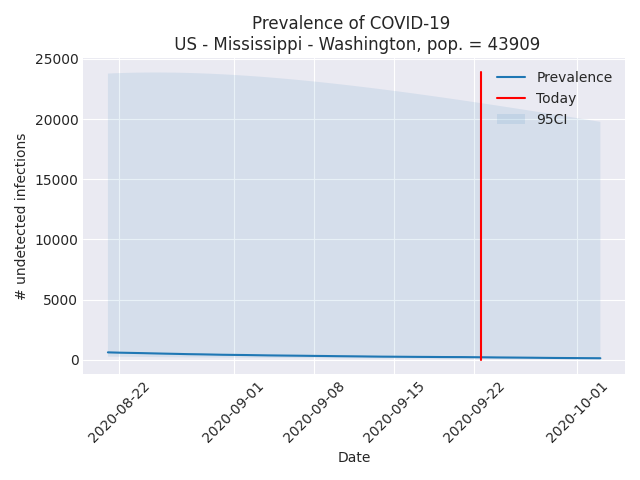 Prevalence of COVID-19
US - Mississippi - Washington, pop. = 43909
25000
20000
15000
10000
5000
0
# undetected infections
Prevalence
Today
95CI
2020-08-22
2020-09-01
2020-09-08
2020-09-15
2020-09-22
2020-10-01
Date